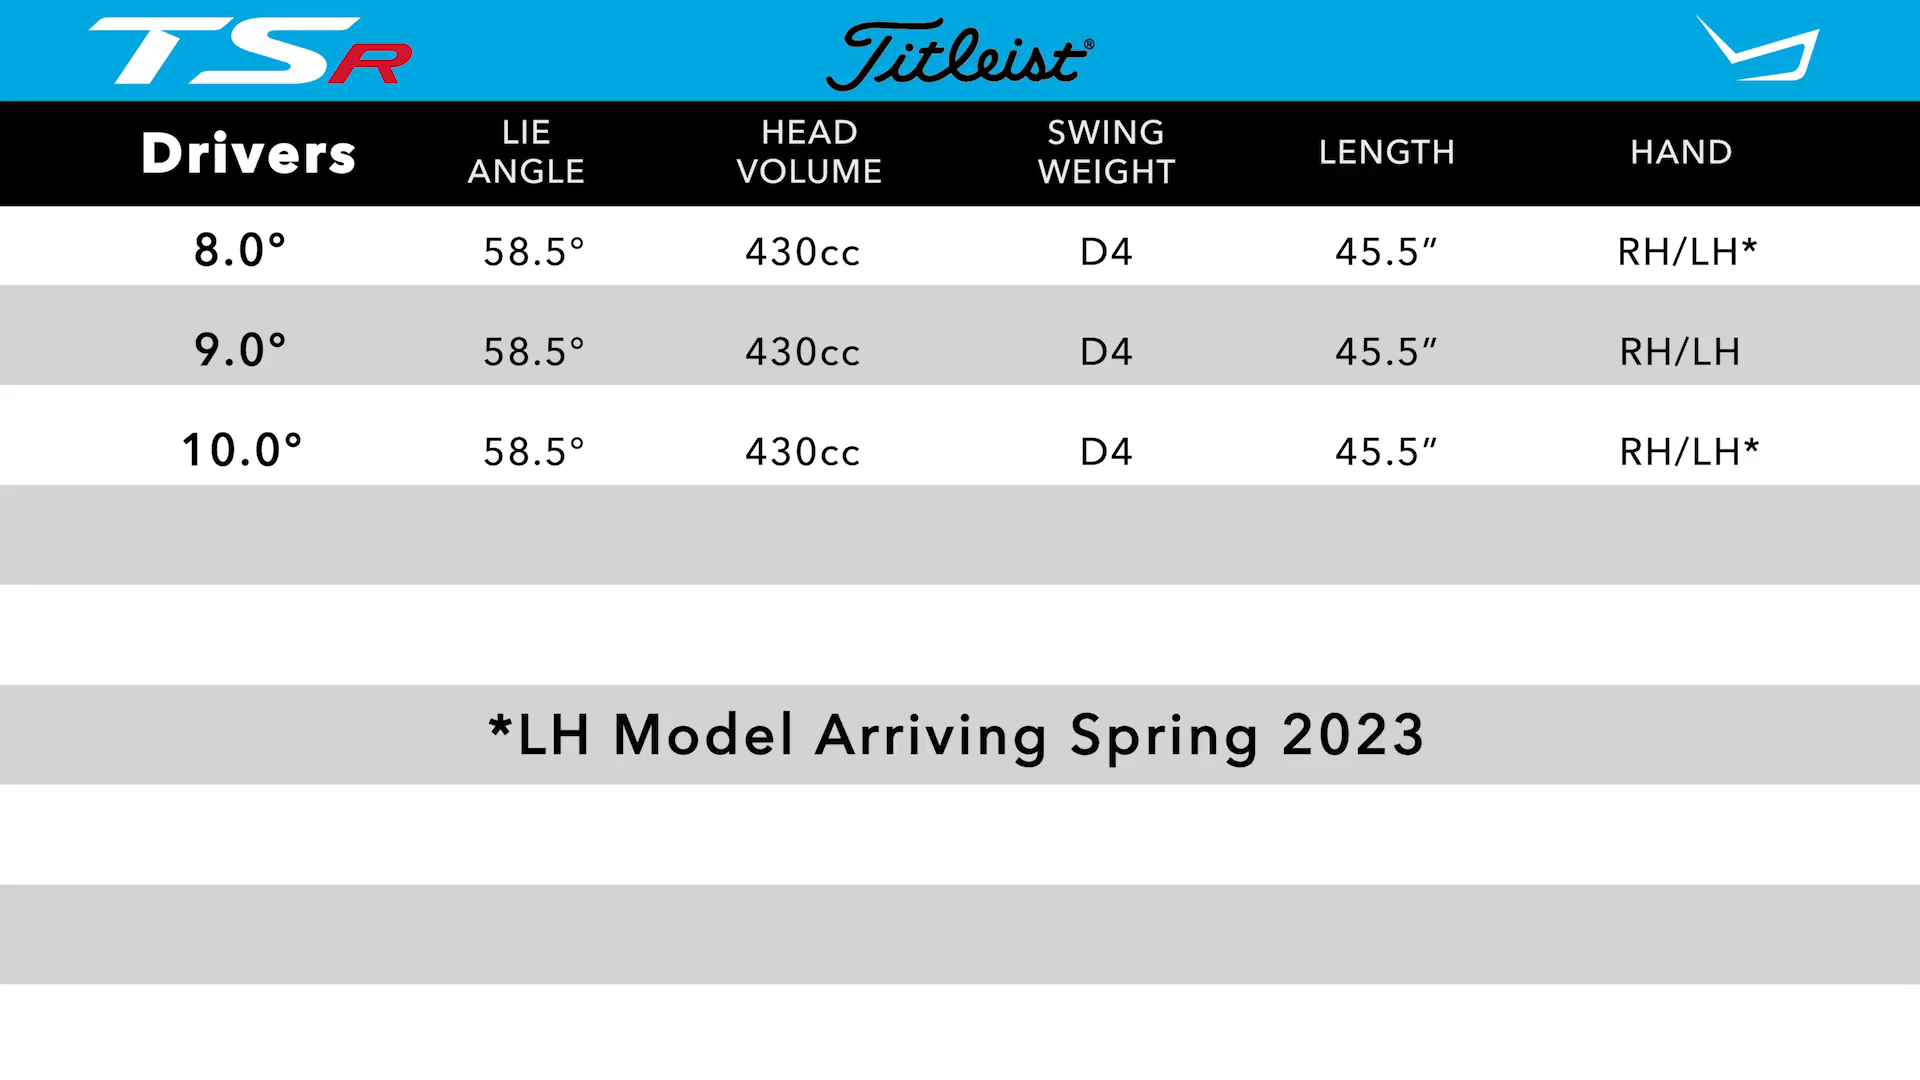 TSR Titleist®
Drivers LIE ANGLE HEAD VOLUME SWING WEIGHT LENGTH HAND
8.0° 58.5° 430cc D4 45.5” RH/LH*
9.0° 58.5° 430cc D4 45.5” RH/LH
10.0° 58.5° 430cc D4 45.5” RH/LH*
*LH Model Arriving Spring 2023